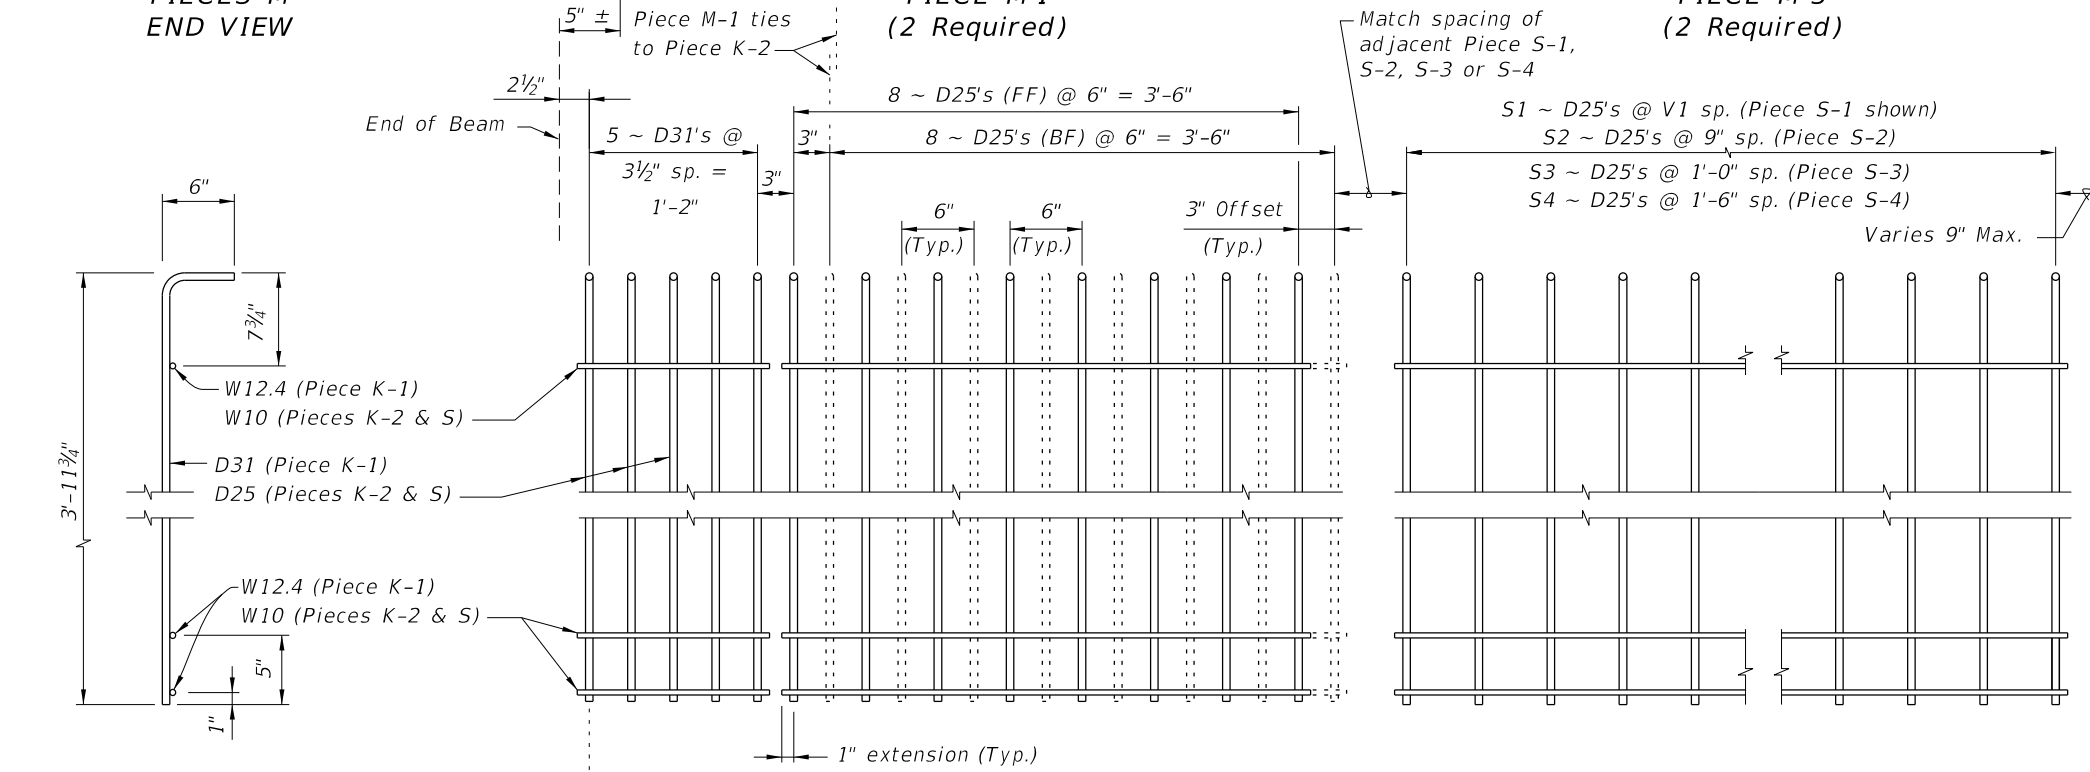 END VIEW
5" ±
Piece M-1 ties
to Piece K-2
(2 Required)
Match spacing of
adjacent Piece S-1,
S-2, S-3 or S-4
(2 Required)
2½"
End of Beam
5 ~ D31's @
3½" sp. =
1'-2"
3"
3"
8 ~ D25's (FF) @ 6" = 3'-6"
8 ~ D25's (BF) @ 6" = 3'-6"
6"
(Typ.)
6"
(Typ.)
3" Offset
(Typ.)
S1 ~ D25's @ V1 sp. (Piece S-1 shown)
S2 ~ D25's @ 9" sp. (Piece S-2)
S3 ~ D25's @ 1'-0" sp. (Piece S-3)
S4 ~ D25's @ 1'-6" sp. (Piece S-4)
Varies 9" Max.
6"
7¾"
3'-11¾"
W12.4 (Piece K-1)
W10 (Pieces K-2 & S)
D31 (Piece K-1)
D25 (Pieces K-2 & S)
W12.4 (Piece K-1)
W10 (Pieces K-2 & S)
5"
1"
1" extension (Typ.)